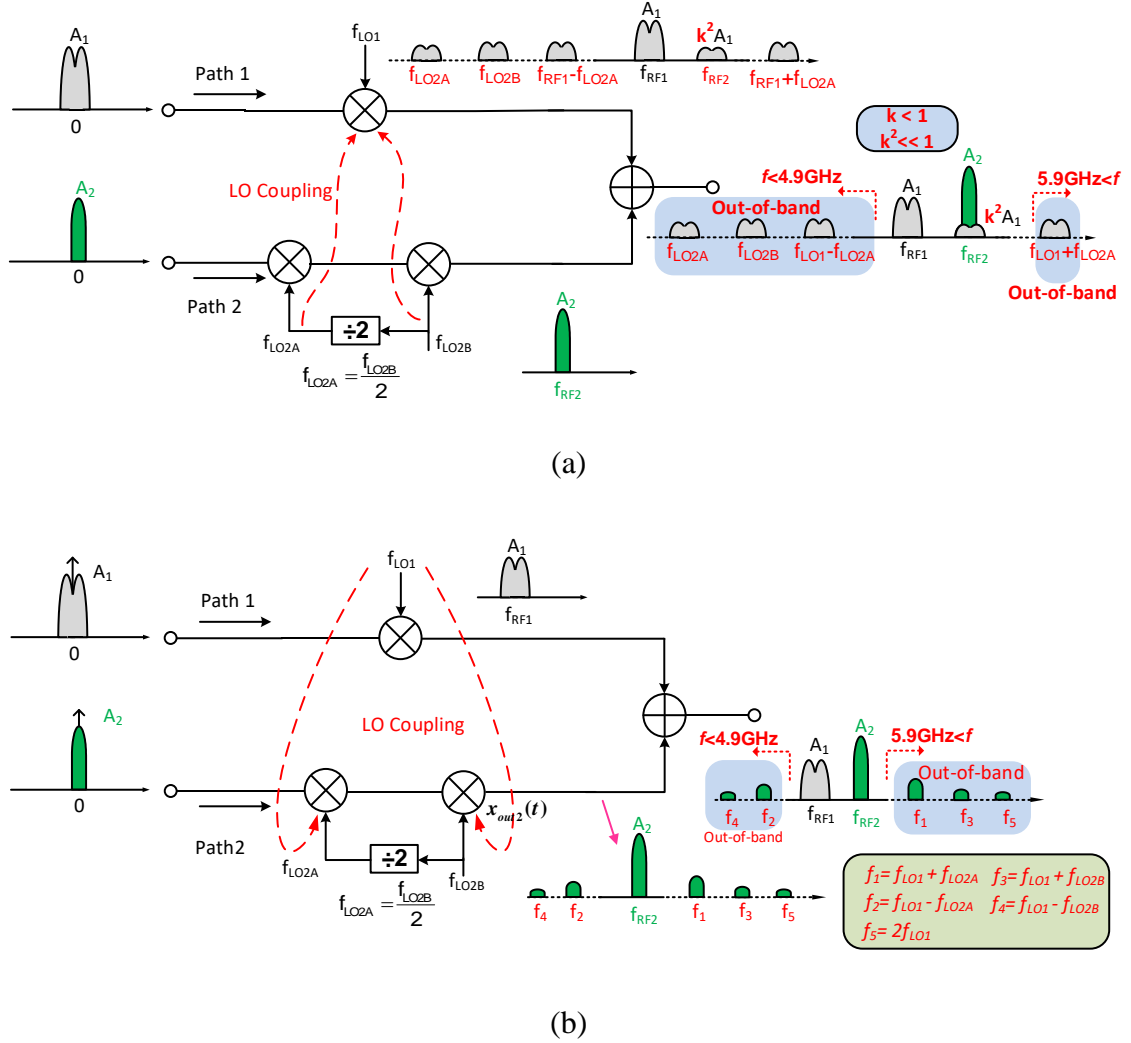 A1
0
Path 1
fLO1
fLO2A
fLO2B
fRF1-fLO2A
A1
fRF1
k²A1
fRF2
fRF1+fLO2A
k < 1
k²<< 1
A2
0
Path 2
LO Coupling
fLO2A
÷2
fLO2B
fLO2A = fLO2B/2
A2
fRF2
f<4.9GHz
Out-of-band
fLO2A
fLO2B
fLO1-fLO2A
A1
fRF1
A2
k²A1
fRF2
5.9GHz<f
fLO1+fLO2A
Out-of-band
(a)
A1
0
Path 1
fLO1
A1
fRF1
A2
0
Path2
LO Coupling
fLO2A
÷2
fLO2B
xout2(t)
fLO2A = fLO2B/2
A2
f4
f2
fRF2
f1
f3
f5
f<4.9GHz
f4
f2
Out-of-band
A1
fRF1
A2
fRF2
5.9GHz<f
Out-of-band
f1
f3
f5
f1= fLO1 + fLO2A f3= fLO1 + fLO2B
f2= fLO1 - fLO2A f4= fLO1 - fLO2B
f5= 2fLO1
(b)